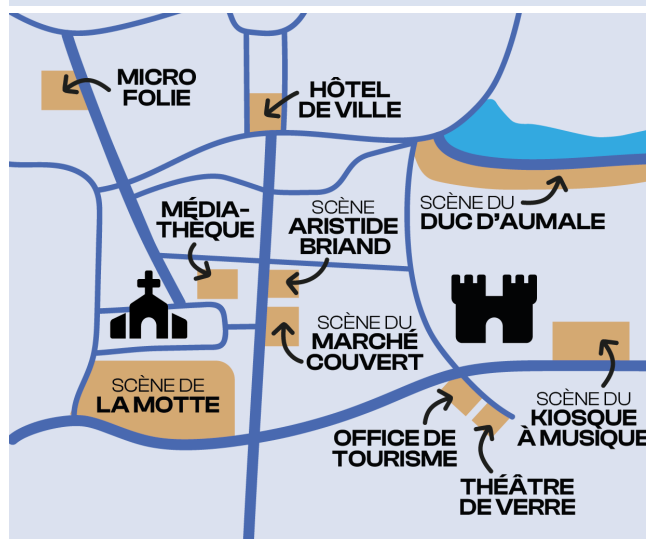 MICRO
FOLIE
HÔTEL
DE VILLE
SCÈNE DU
DUC D'AUMALE
MÉDIA-
THÈQUE
SCÈNE
ARISTIDE
BRIAND
SCÈNE DU
MARCHÉ
COUVERT
SCÈNE DE
LA MOTTE
SCÈNE DU
KIOSQUE
À MUSIQUE
OFFICE DE
TOURISME
THÉÂTRE
DE VERRE